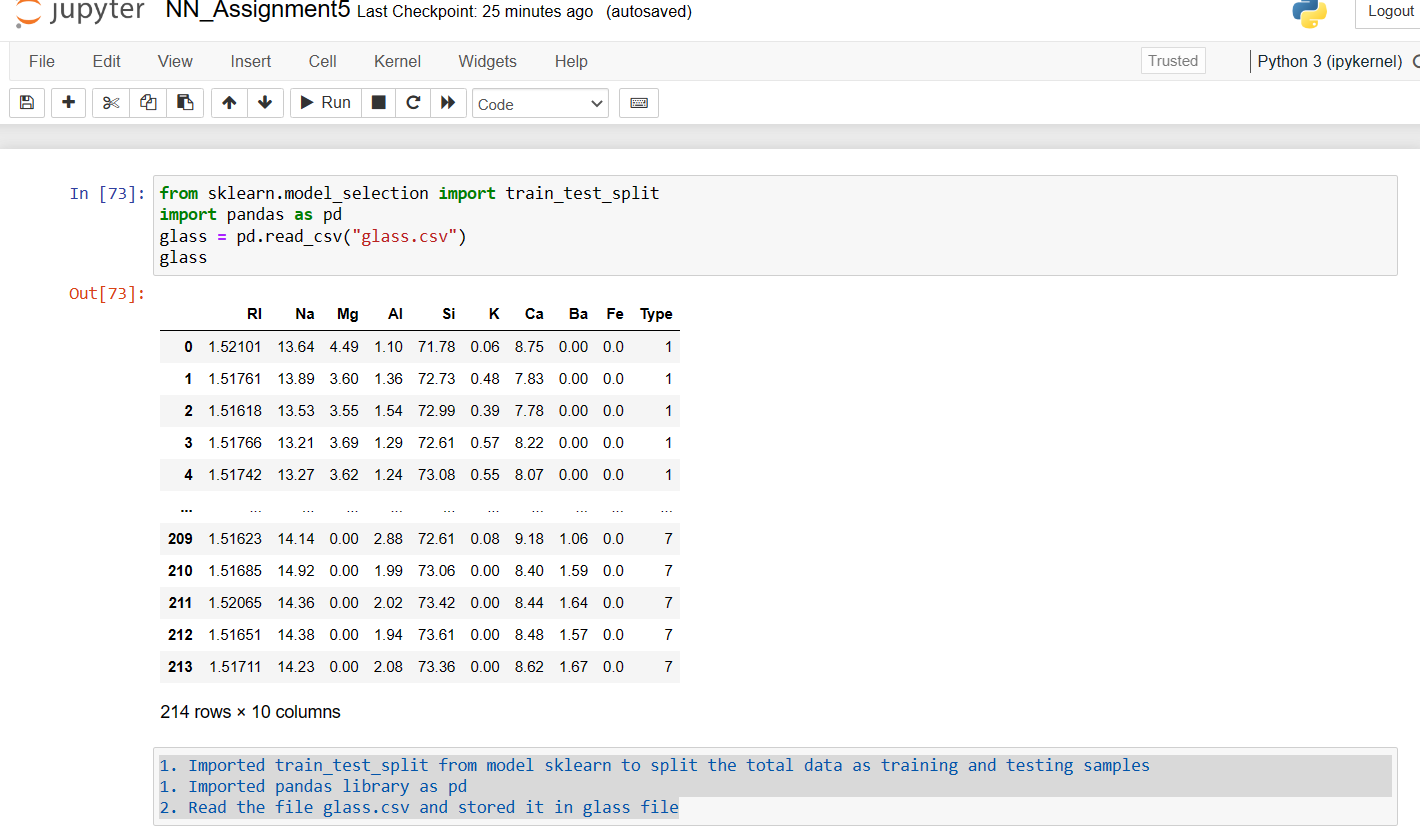 jupyter NN_Assignment5 Last Checkpoint: 25 minutes ago (autosaved) Logout
File Edit View Insert Cell Kernel Widgets Help Trusted Python 3 (ipykernel)
Run Code
In [73]: from sklearn.model_selection import train_test_split
import pandas as pd
glass = pd.read_csv("glass.csv")
glass
Out[73]:
RI Na Mg Al Si K Ca Ba Fe Type
0 1.52101 13.64 4.49 1.10 71.78 0.06 8.75 0.00 0.0 1
1 1.51761 13.89 3.60 1.36 72.73 0.48 7.83 0.00 0.0 1
2 1.51618 13.53 3.55 1.54 72.99 0.39 7.78 0.00 0.0 1
3 1.51766 13.21 3.69 1.29 72.61 0.57 8.22 0.00 0.0 1
4 1.51742 13.27 3.62 1.24 73.08 0.55 8.07 0.00 0.0 1
... ... ... ... ... ... ... ... ... ... ...
209 1.51623 14.14 0.00 2.88 72.61 0.08 9.18 1.06 0.0 7
210 1.51685 14.92 0.00 1.99 73.06 0.00 8.40 1.59 0.0 7
211 1.52065 14.36 0.00 2.02 73.42 0.00 8.44 1.64 0.0 7
212 1.51651 14.38 0.00 1.94 73.61 0.00 8.48 1.57 0.0 7
213 1.51711 14.23 0.00 2.08 73.36 0.00 8.62 1.67 0.0 7
214 rows × 10 columns
1. Imported train_test_split from model sklearn to split the total data as training and testing samples
1. Imported pandas library as pd
2. Read the file glass.csv and stored it in glass file